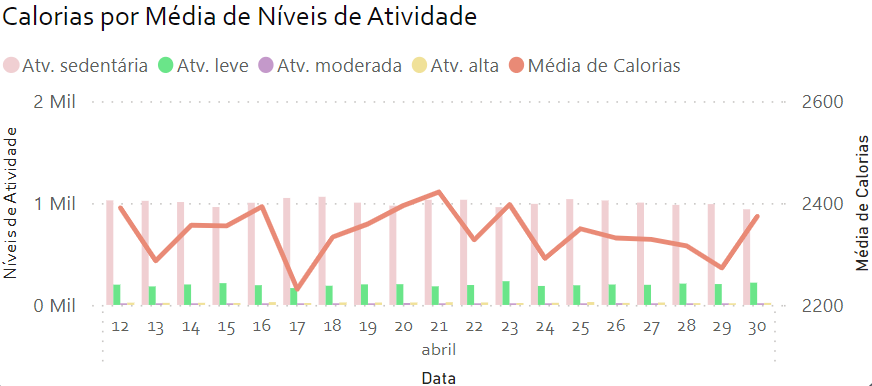 Calorias por Média de Níveis de Atividade
Atv. sedentária Atv. leve Atv. moderada Atv. alta Média de Calorias
2 Mil 2600
1 Mil 2400
0 Mil 2200
Níveis de Atividade
Média de Calorias
12 13 14 15 16 17 18 19 20 21 22 23 24 25 26 27 28 29 30
abril
Data